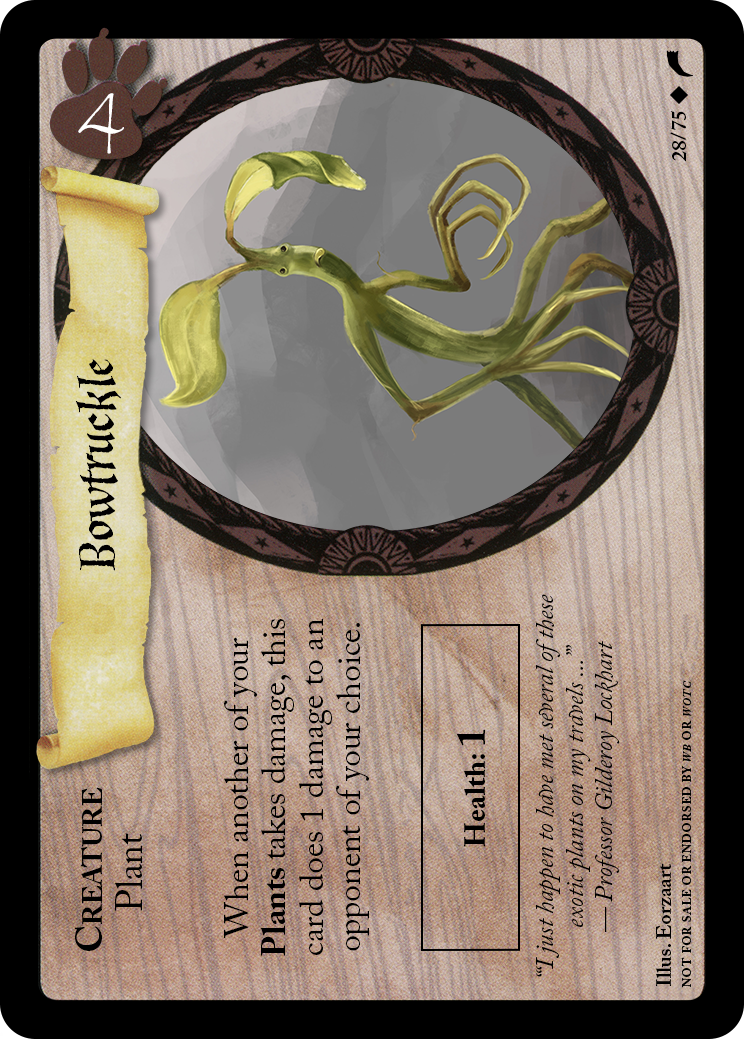 4
Bowtruckle
CREATURE
Plant
When another of your
Plants takes damage, this
card does 1 damage to an
opponent of your choice.
Health: 1
“‘I just happen to have met several of these
exotic plants on my travels ...’”
— Professor Gilderoy Lockhart
Illus. Eorzaart
NOT FOR SALE OR ENDORSED BY WB OR WOTC
28/75